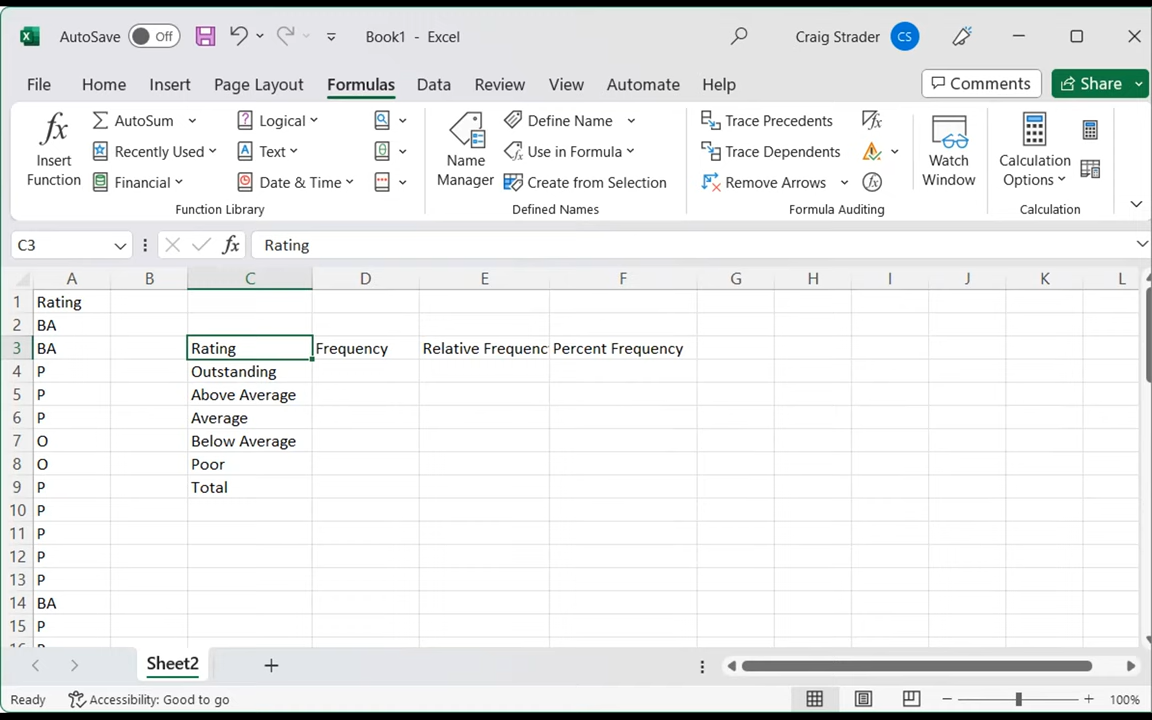 AutoSave Off Book1 - Excel Craig Strader CS
File Home Insert Page Layout Formulas Data Review View Automate Help Comments Share
fx Insert Function
AutoSum
Recently Used
Financial
Logical
Text
Date & Time
Function Library
Name Manager
Define Name
Use in Formula
Create from Selection
Defined Names
Trace Precedents
Trace Dependents
Remove Arrows
Formula Auditing
Watch Window
Calculation Options
Calculation
C3 fx Rating
A B C D E F G H I J K L
1 Rating
2 BA
3 BA Rating Frequency Relative Frequenc Percent Frequency
4 P Outstanding
5 P Above Average
6 P Average
7 O Below Average
8 O Poor
9 P Total
10 P
11 P
12 P
13 P
14 BA
15 P
Sheet2
Ready Accessibility: Good to go 100%